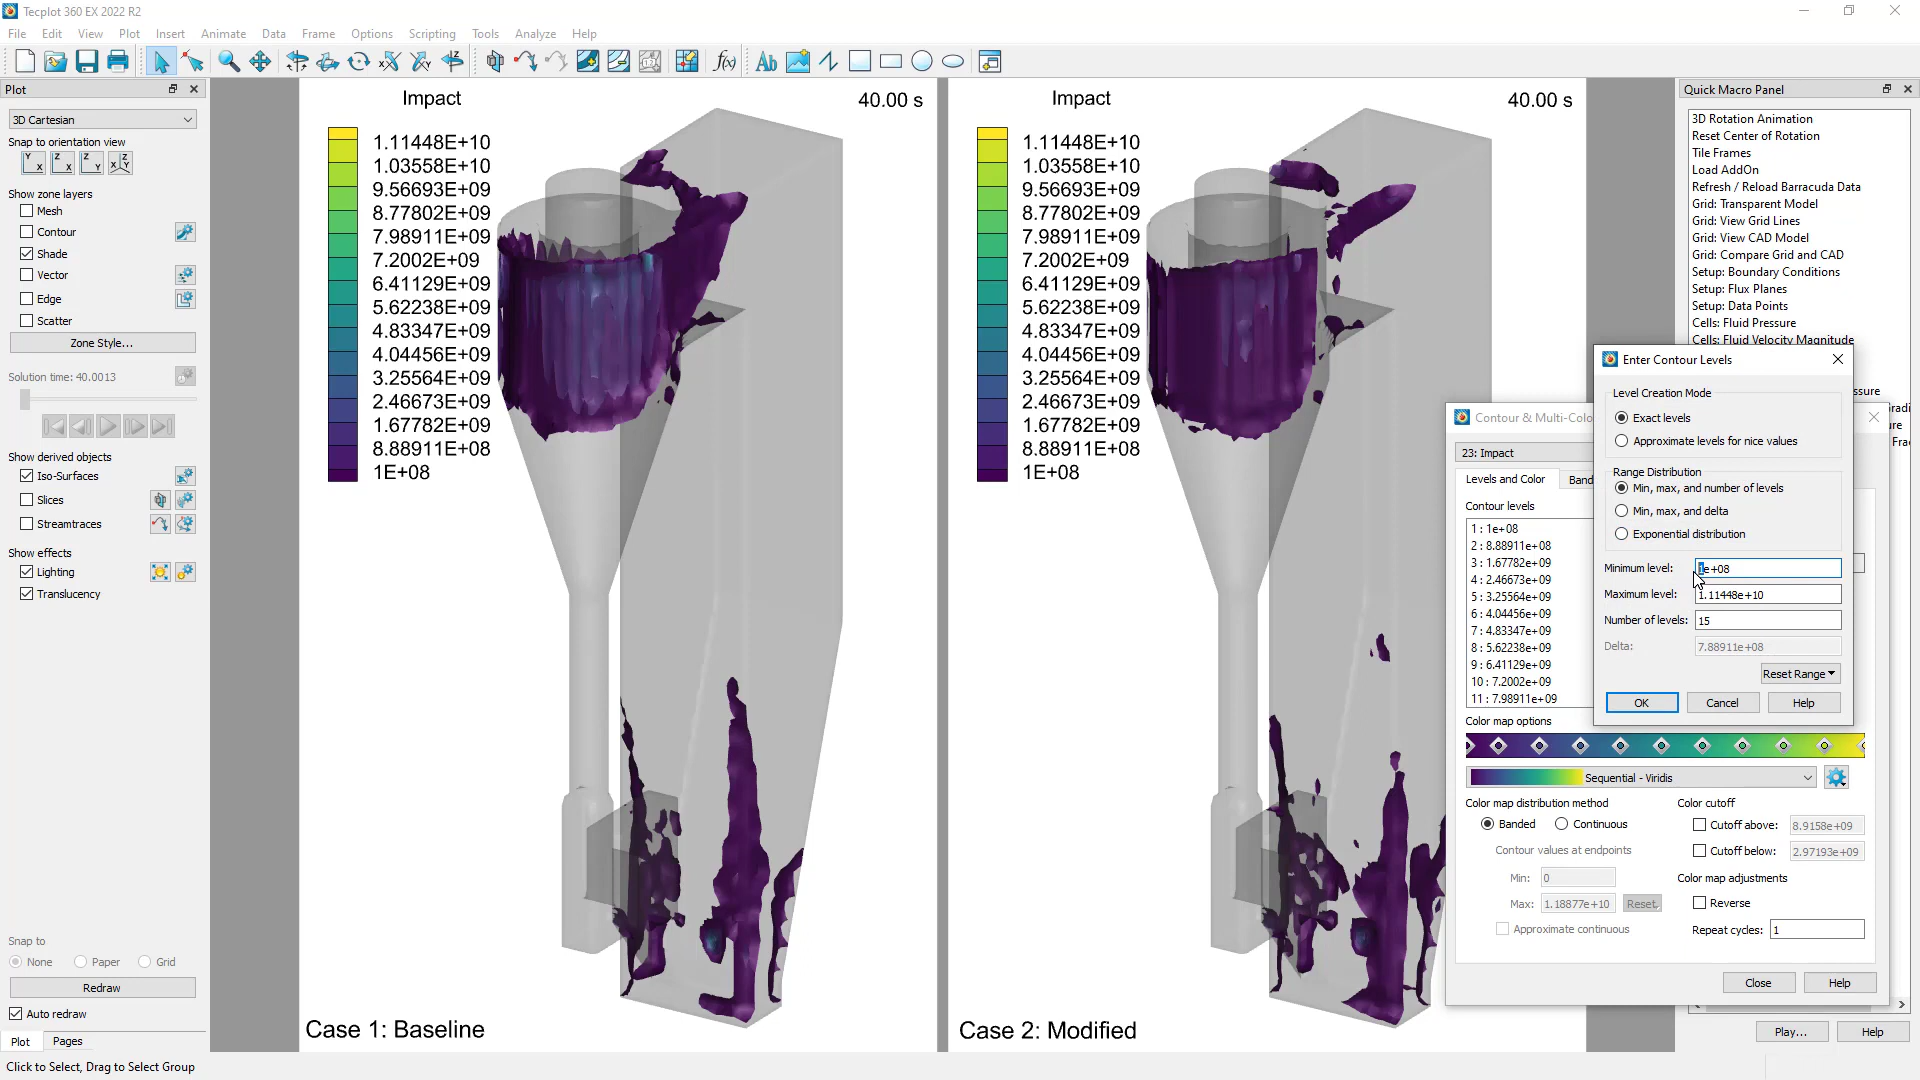 Tecplot 360 EX 2022 R2
File Edit View Plot Insert Animate Data Frame Options Scripting Tools Analyze Help
Plot
3D Cartesian
Snap to orientation view
Show zone layers
Mesh
Contour
Shade
Vector
Edge
Scatter
Zone Style...
Solution time: 40.0013
Show derived objects
Iso-Surfaces
Slices
Streamtraces
Show effects
Lighting
Translucency
Snap to
None Paper Grid
Redraw
Auto redraw
Plot Pages
Click to Select, Drag to Select Group
Impact
40.00 s
1.11448E+10
1.03558E+10
9.56693E+09
8.77802E+09
7.98911E+09
7.2002E+09
6.41129E+09
5.62238E+09
4.83347E+09
4.04456E+09
3.25564E+09
2.46673E+09
1.67782E+09
8.88911E+08
1E+08
Case 1: Baseline
Impact
40.00 s
1.11448E+10
1.03558E+10
9.56693E+09
8.77802E+09
7.98911E+09
7.2002E+09
6.41129E+09
5.62238E+09
4.83347E+09
4.04456E+09
3.25564E+09
2.46673E+09
1.67782E+09
8.88911E+08
1E+08
Case 2: Modified
Quick Macro Panel
3D Rotation Animation
Reset Center of Rotation
Tile Frames
Load AddOn
Refresh / Reload Barracuda Data
Grid: Transparent Model
Grid: View Grid Lines
Grid: View CAD Model
Grid: Compare Grid and CAD
Setup: Boundary Conditions
Setup: Flux Planes
Setup: Data Points
Cells: Fluid Pressure
Cells: Fluid Velocity Magnitude
Play... Help
Enter Contour Levels
Level Creation Mode
Exact levels
Approximate levels for nice values
Range Distribution
Min, max, and number of levels
Min, max, and delta
Exponential distribution
Minimum level: 1e+08
Maximum level: 1.11448e+10
Number of levels: 15
Delta: 7.88911e+08
Reset Range
OK Cancel Help
Contour & Multi-Colo
23: Impact
Levels and Color Band
Contour levels
1 : 1e+08
2 : 8.88911e+08
3 : 1.67782e+09
4 : 2.46673e+09
5 : 3.25564e+09
6 : 4.04456e+09
7 : 4.83347e+09
8 : 5.62238e+09
9 : 6.41129e+09
10 : 7.2002e+09
11 : 7.98911e+09
Color map options
Sequential - Viridis
Color map distribution method
Banded Continuous
Contour values at endpoints
Min: 0
Max: 1.18877e+10 Reset
Approximate continuous
Color cutoff
Cutoff above: 8.9158e+09
Cutoff below: 2.97193e+09
Color map adjustments
Reverse
Repeat cycles: 1
Close Help